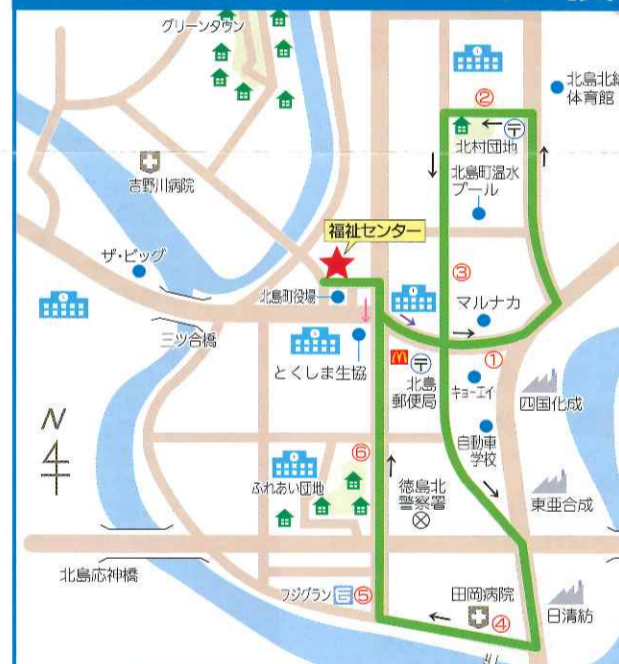 グリーンタウン
②
北島北
体育館
〒
北村団地
吉野川病院
北島町温水
プール
福祉センター
ザ・ビッグ
③
北島町役場
マルナカ
三ツ合橋
とくしま生協
〒
北島
郵便局
①
キョーエイ
四国化成
N
自動車
学校
⑥
ふれあい団地
徳島北
警察署
東亜合成
北島応神橋
フジグラン
⑤
田岡病院
④
日清紡